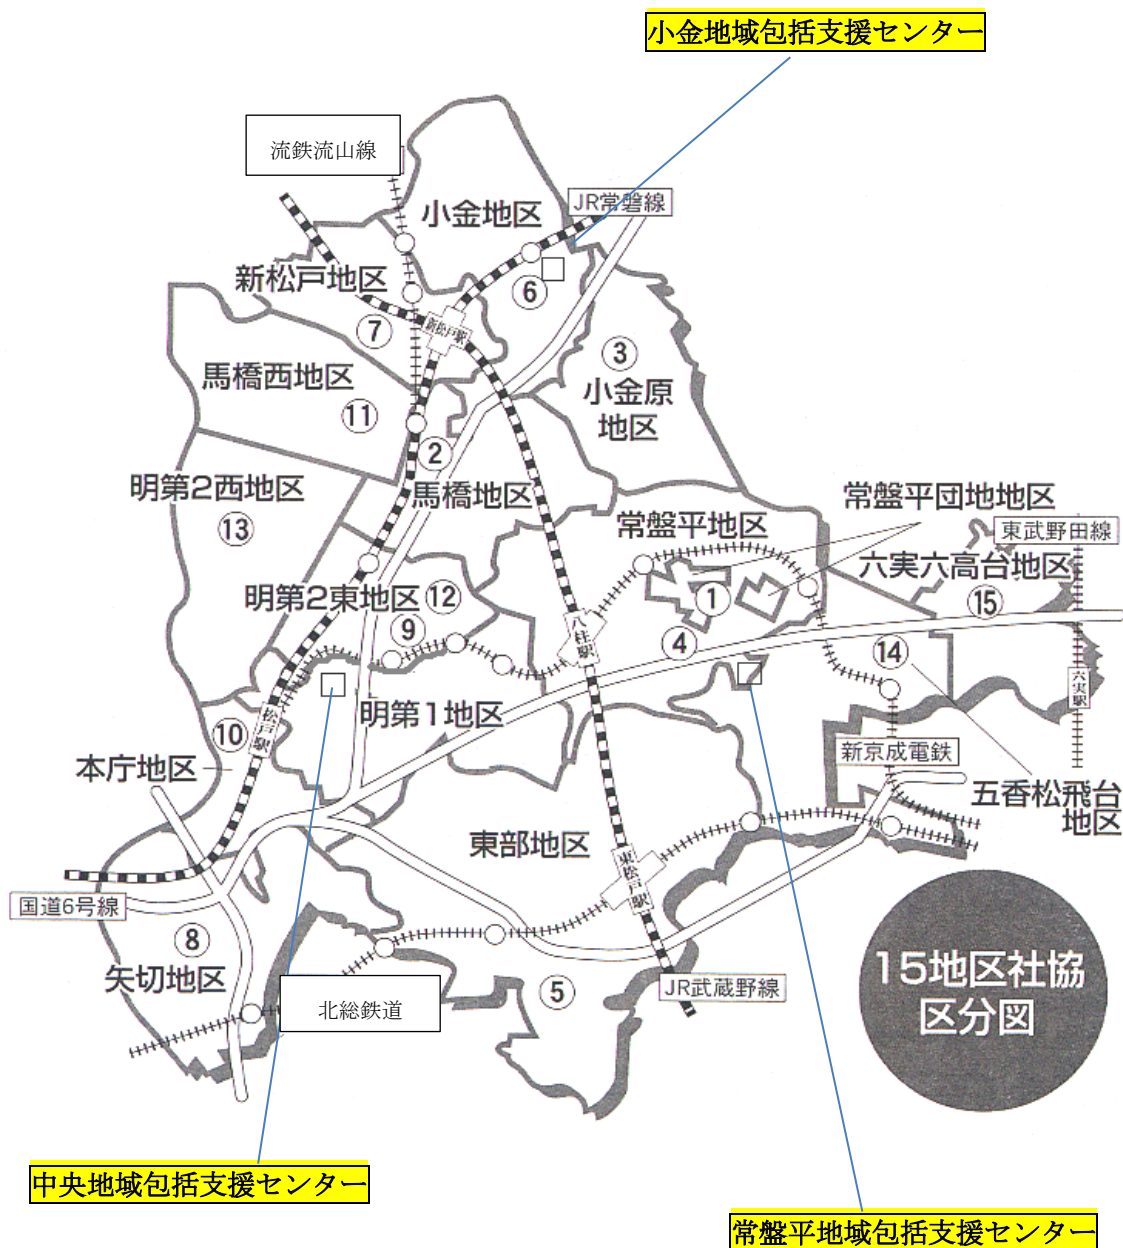 小金地域包括支援センター
流鉄流山線
JR常磐線
小金地区
新松戸地区
⑥
⑦
新松戸駅
③
小金原
地区
馬橋西地区
⑪
②
馬橋地区
明第2西地区
⑬
常盤平団地地区
常盤平地区
東武野田線
六実六高台地区
⑮
明第2東地区
⑫
①
⑨
八柱駅
④
⑭
六実駅
明第1地区
松戸駅
⑩
本庁地区
新京成電鉄
五香松飛台
地区
東部地区
東松戸駅
国道6号線
⑧
矢切地区
北総鉄道
⑤
JR武蔵野線
15地区社協
区分図
中央地域包括支援センター
常盤平地域包括支援センター